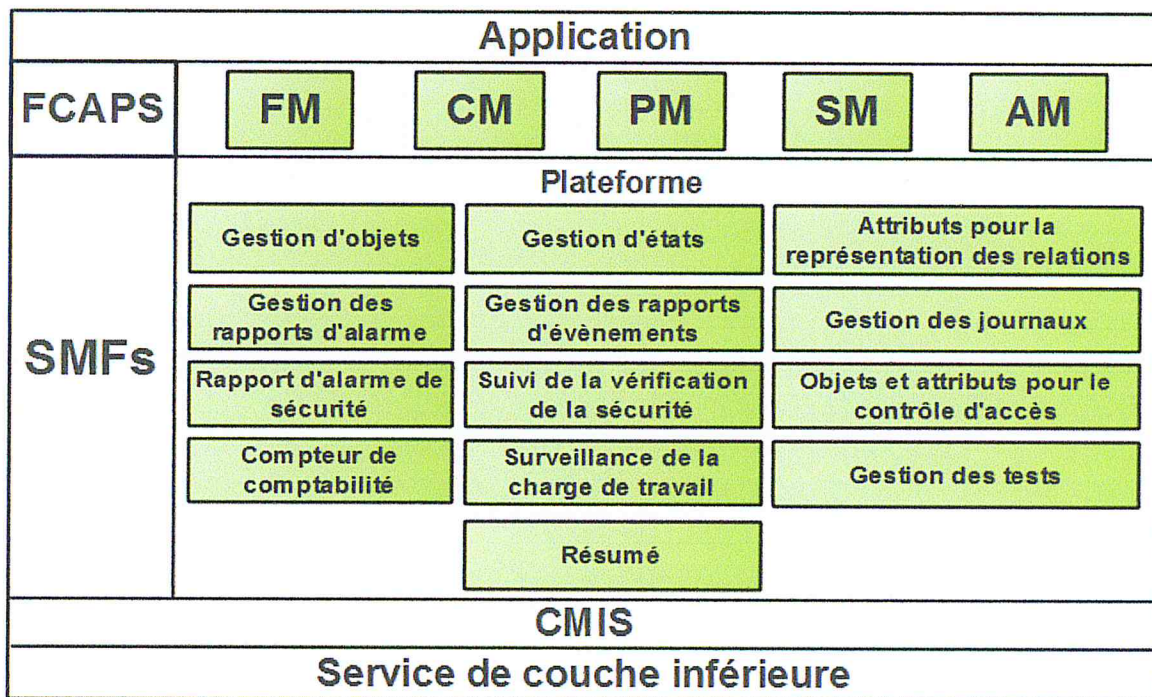 Application
FCAPS
FM
CM
PM
SM
AM
SMFs
Plateforme
Gestion d'objets
Gestion d'états
Attributs pour la
représentation des relations
Gestion des
rapports d'alarme
Gestion des rapports
d'évènements
Gestion des journaux
Rapport d'alarme de
sécurité
Suivi de la vérification
de la sécurité
Objets et attributs pour le
contrôle d'accès
Compteur de
comptabilité
Surveillance de la
charge de travail
Gestion des tests
Résumé
CMIS
Service de couche inférieure